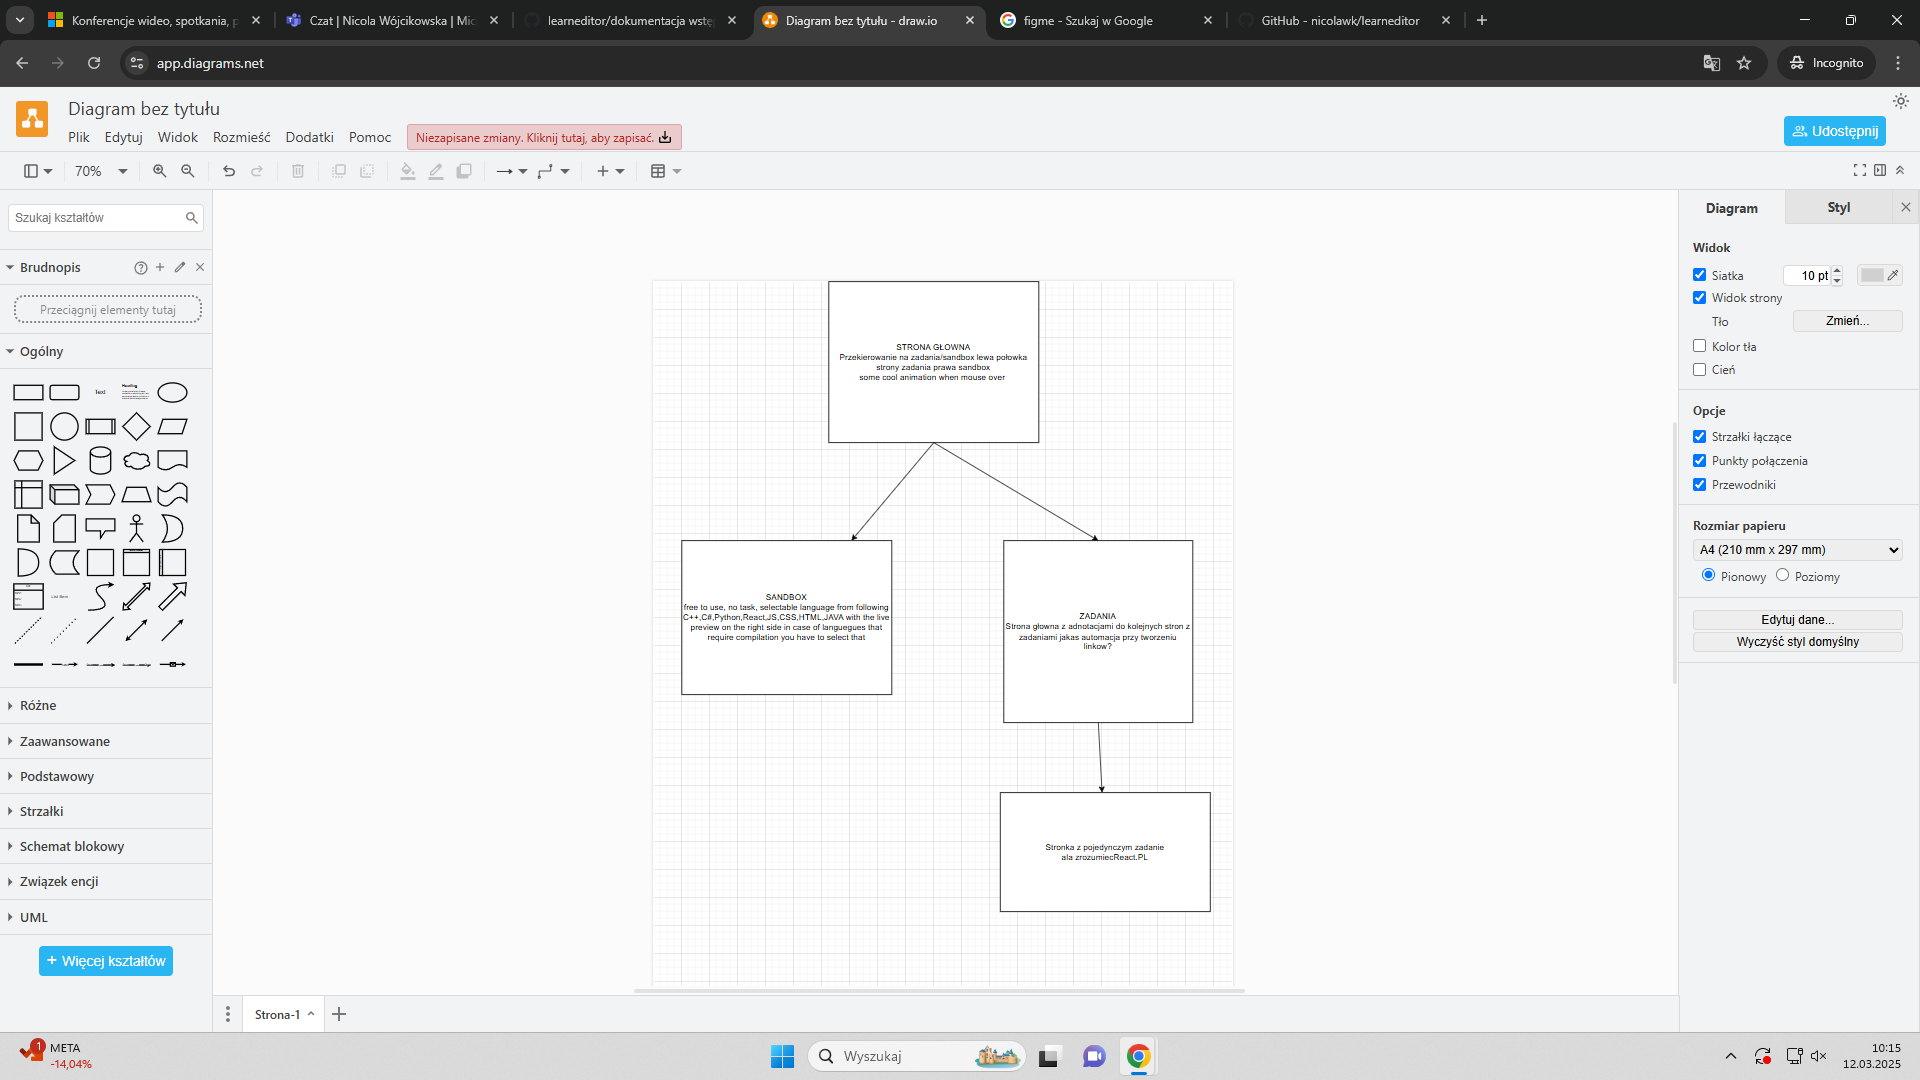 Konferencje wideo, spotkania, p
Czat | Nicola Wójcikowska | Mic
learneditor/dokumentacja wstęp
Diagram bez tytułu - draw.io
figme - Szukaj w Google
GitHub - nicolawk/learneditor
app.diagrams.net
Incognito
Diagram bez tytułu
Plik Edytuj Widok Rozmieść Dodatki Pomoc
Niezapisane zmiany. Kliknij tutaj, aby zapisać.
Udostępnij
70%
Szukaj kształtów
Brudnopis
Przeciągnij elementy tutaj
Ogólny
Text
Heading
List Item
Różne
Zaawansowane
Podstawowy
Strzałki
Schemat blokowy
Związek encji
UML
+ Więcej kształtów
STRONA GŁOWNA
Przekierowanie na zadania/sandbox lewa połowka
strony zadania prawa sandbox
some cool animation when mouse over
SANDBOX
free to use, no task, selectable language from following
C++,C#,Python,React,JS,CSS,HTML,JAVA with the live
preview on the right side in case of languegues that
require compilation you have to select that
ZADANIA
Strona głowna z adnotacjami do kolejnych stron z
zadaniami jakas automacja przy tworzeniu
linkow?
Stronka z pojedynczym zadanie
ala zrozumiecReact.PL
Diagram
Styl
Widok
Siatka
10 pt
Widok strony
Tło
Zmień...
Kolor tła
Cień
Opcje
Strzałki łączące
Punkty połączenia
Przewodniki
Rozmiar papieru
A4 (210 mm x 297 mm)
Pionowy
Poziomy
Edytuj dane...
Wyczyść styl domyślny
Strona-1
1
META
-14,04%
Wyszukaj
10:15
12.03.2025